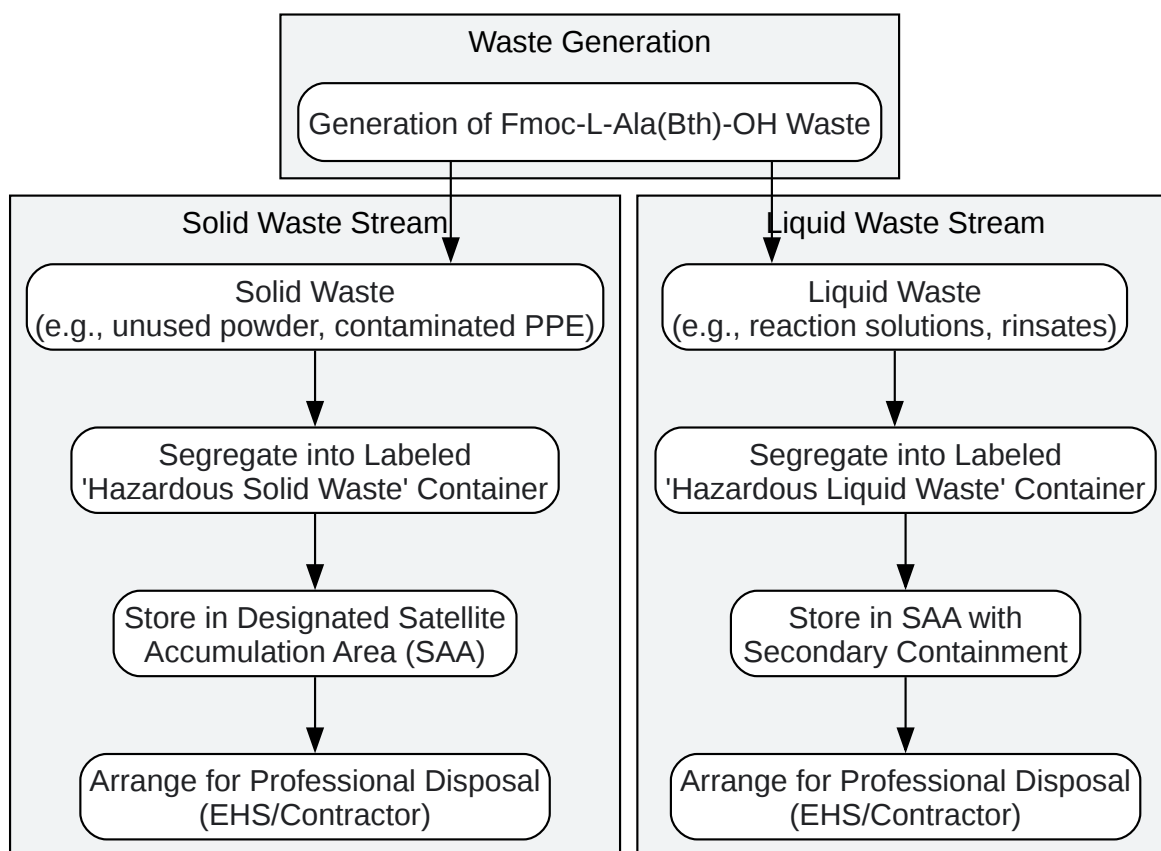 Waste Generation
Generation of Fmoc-L-Ala(Bth)-OH Waste
Solid Waste Stream
Solid Waste
(e.g., unused powder, contaminated PPE)
Segregate into Labeled
'Hazardous Solid Waste' Container
Store in Designated Satellite
Accumulation Area (SAA)
Arrange for Professional Disposal
(EHS/Contractor)
Liquid Waste Stream
Liquid Waste
(e.g., reaction solutions, rinsates)
Segregate into Labeled
'Hazardous Liquid Waste' Container
Store in SAA with
Secondary Containment
Arrange for Professional Disposal
(EHS/Contractor)